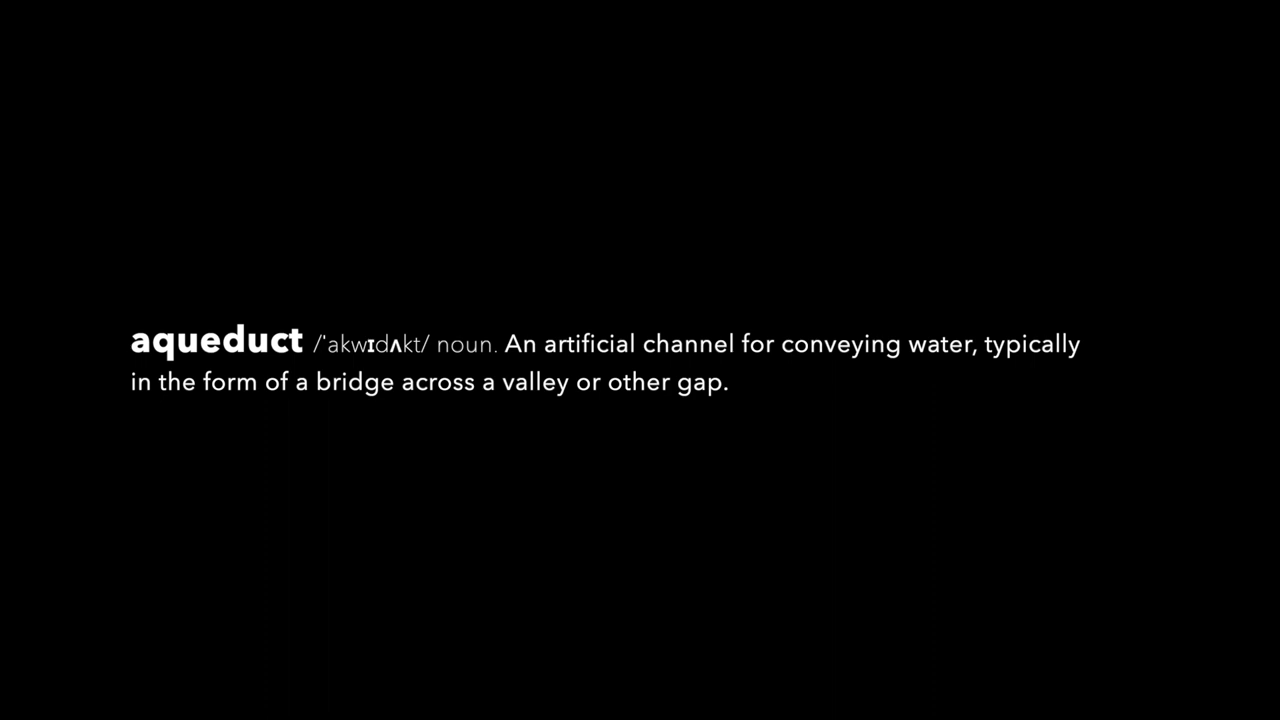 aqueduct /ˈakwɪdʌkt/ noun. An artificial channel for conveying water, typically
in the form of a bridge across a valley or other gap.